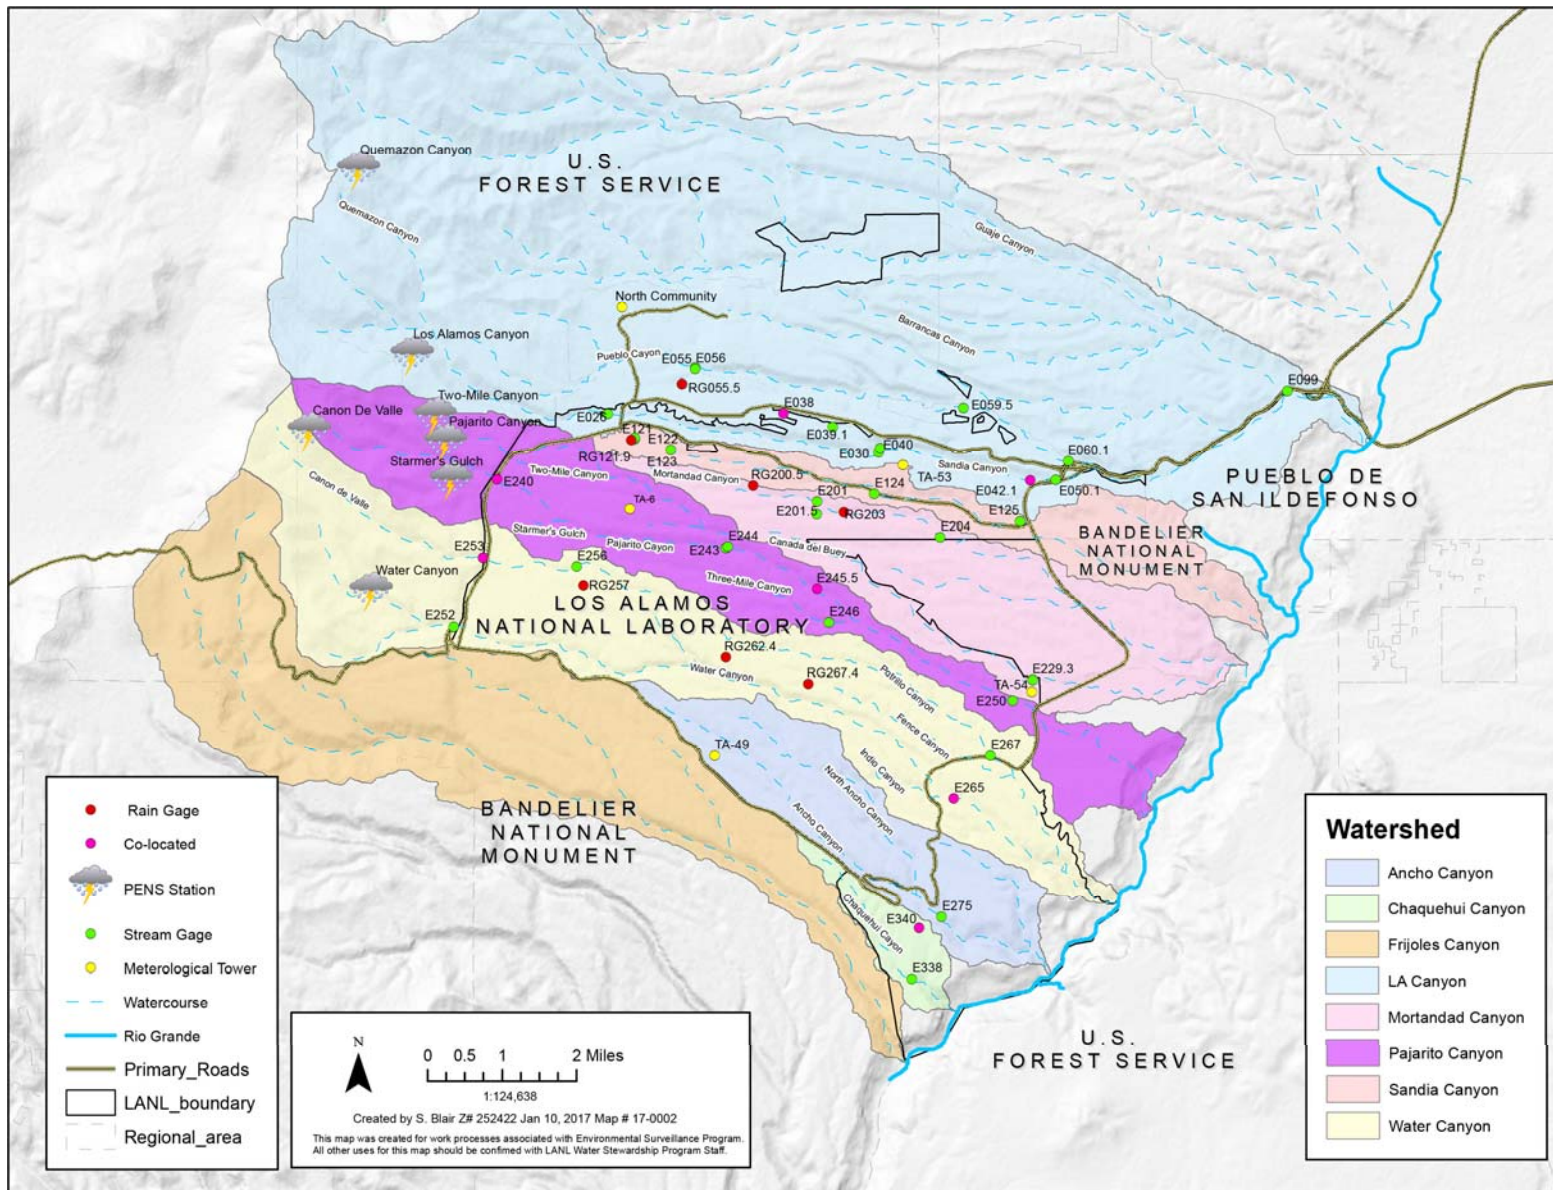 Quemazon Canyon
U.S.
FOREST SERVICE
Quemazon Canyon
Guaje Canyon
North Community
Los Alamos Canyon
Barrancas Canyon
Pueblo Cayon
E055
E056
RG055.5
E099
Two-Mile Canyon
Canon De Valle
Pajarito Canyon
E026
E038
E059.5
E039.1
E121
E122
E040
E030
Starmer's Gulch
RG121.9
E123
Sandia Canyon
E060.1
TA-53
Two-Mile Canyon
Mortandad Canyon
RG200.5
E124
E042.1
E050.1
PUEBLO DE
SAN ILDEFONSO
E240
Canon de Valle
TA-6
E201
E201.5
RG203
E125
E204
BANDELIER
NATIONAL
MONUMENT
Starmer's Gulch
Pajarito Cayon
E244
E243
Canada del Buey
E253
E256
Water Canyon
RG257
Three-Mile Canyon
E245.5
LOS ALAMOS
NATIONAL LABORATORY
E246
E252
RG262.4
Water Canyon
RG267.4
Potrillo Canyon
E229.3
TA-54
E250
Fence Canyon
TA-49
Indio Canyon
E267
North Ancho Canyon
E265
Ancho Canyon
BANDELIER
NATIONAL
MONUMENT
Chaquehui Cayon
E340
E275
E338
U.S.
FOREST SERVICE
Rain Gage
Co-located
PENS Station
Stream Gage
Meterological Tower
Watercourse
Rio Grande
Primary_Roads
LANL_boundary
Regional_area
N
0 0.5 1 2 Miles
1:124,638
Created by S. Blair Z# 252422 Jan 10, 2017 Map # 17-0002
This map was created for work processes associated with Environmental Surveillance Program.
All other uses for this map should be confimed with LANL Water Stewardship Program Staff.
Watershed
Ancho Canyon
Chaquehui Canyon
Frijoles Canyon
LA Canyon
Mortandad Canyon
Pajarito Canyon
Sandia Canyon
Water Canyon